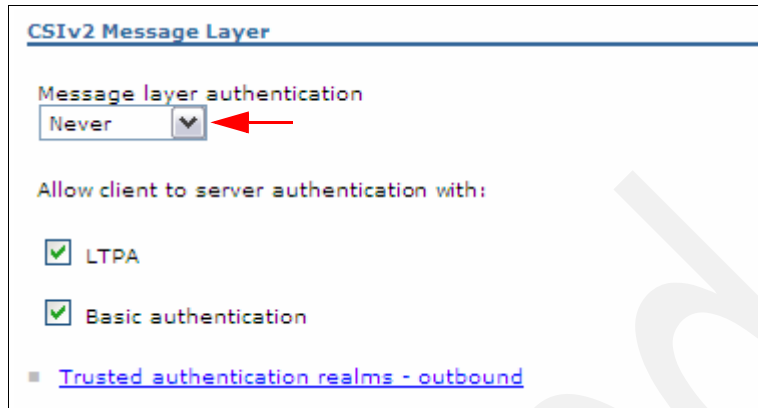 CSIv2 Message Layer
Message layer authentication
Never
Allow client to server authentication with:
LTPA
Basic authentication
Trusted authentication realms - outbound